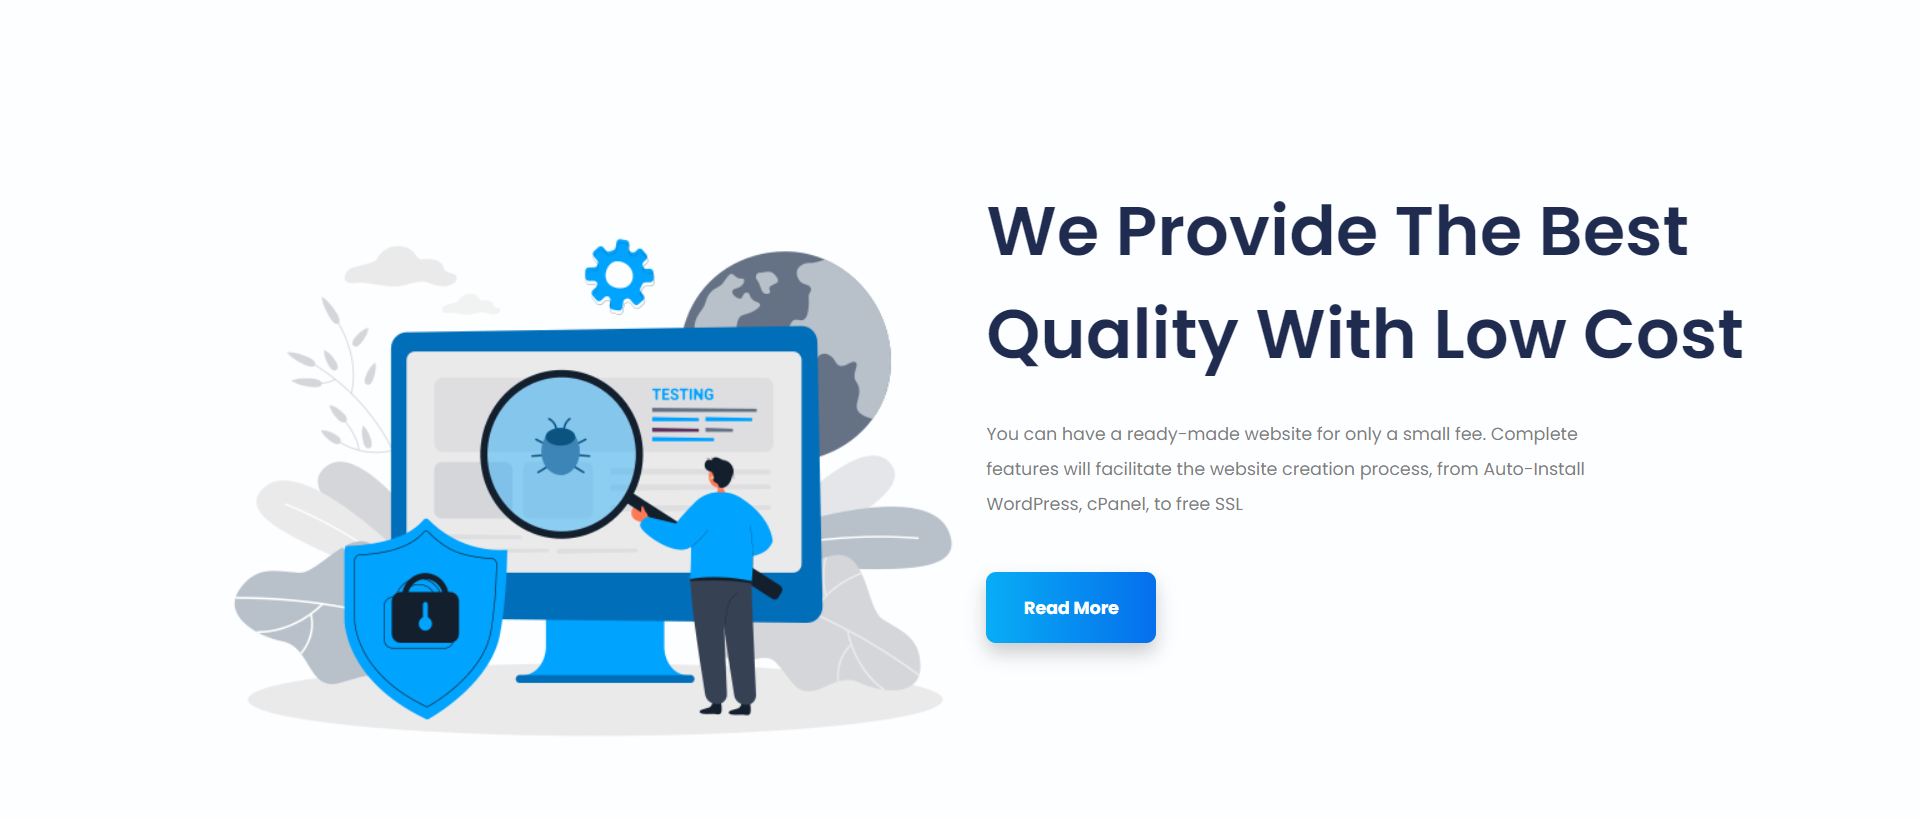 We Provide The Best
Quality With Low Cost
TESTING
You can have a ready-made website for only a small fee. Complete
features will facilitate the website creation process, from Auto-Install
WordPress, cPanel, to free SSL
Read More